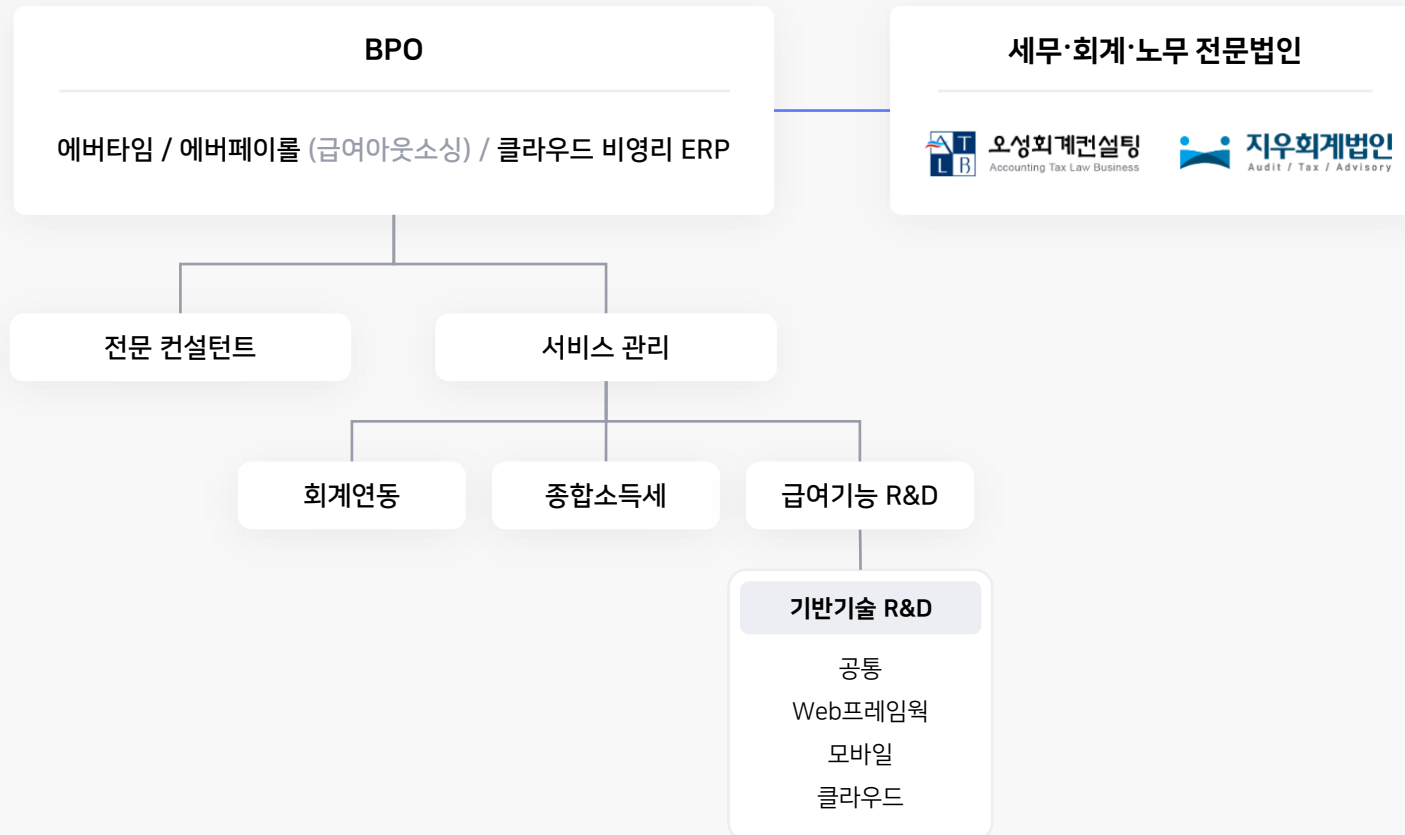 BPO
에버타임 / 에버페이롤 (급여아웃소싱) / 클라우드 비영리 ERP
세무·회계·노무 전문법인
A T L B
오성회계컨설팅
Accounting Tax Law Business
지우회계법인
Audit / Tax / Advisory
전문 컨설턴트
서비스 관리
회계연동
종합소득세
급여기능 R&D
기반기술 R&D
공통
Web프레임웍
모바일
클라우드